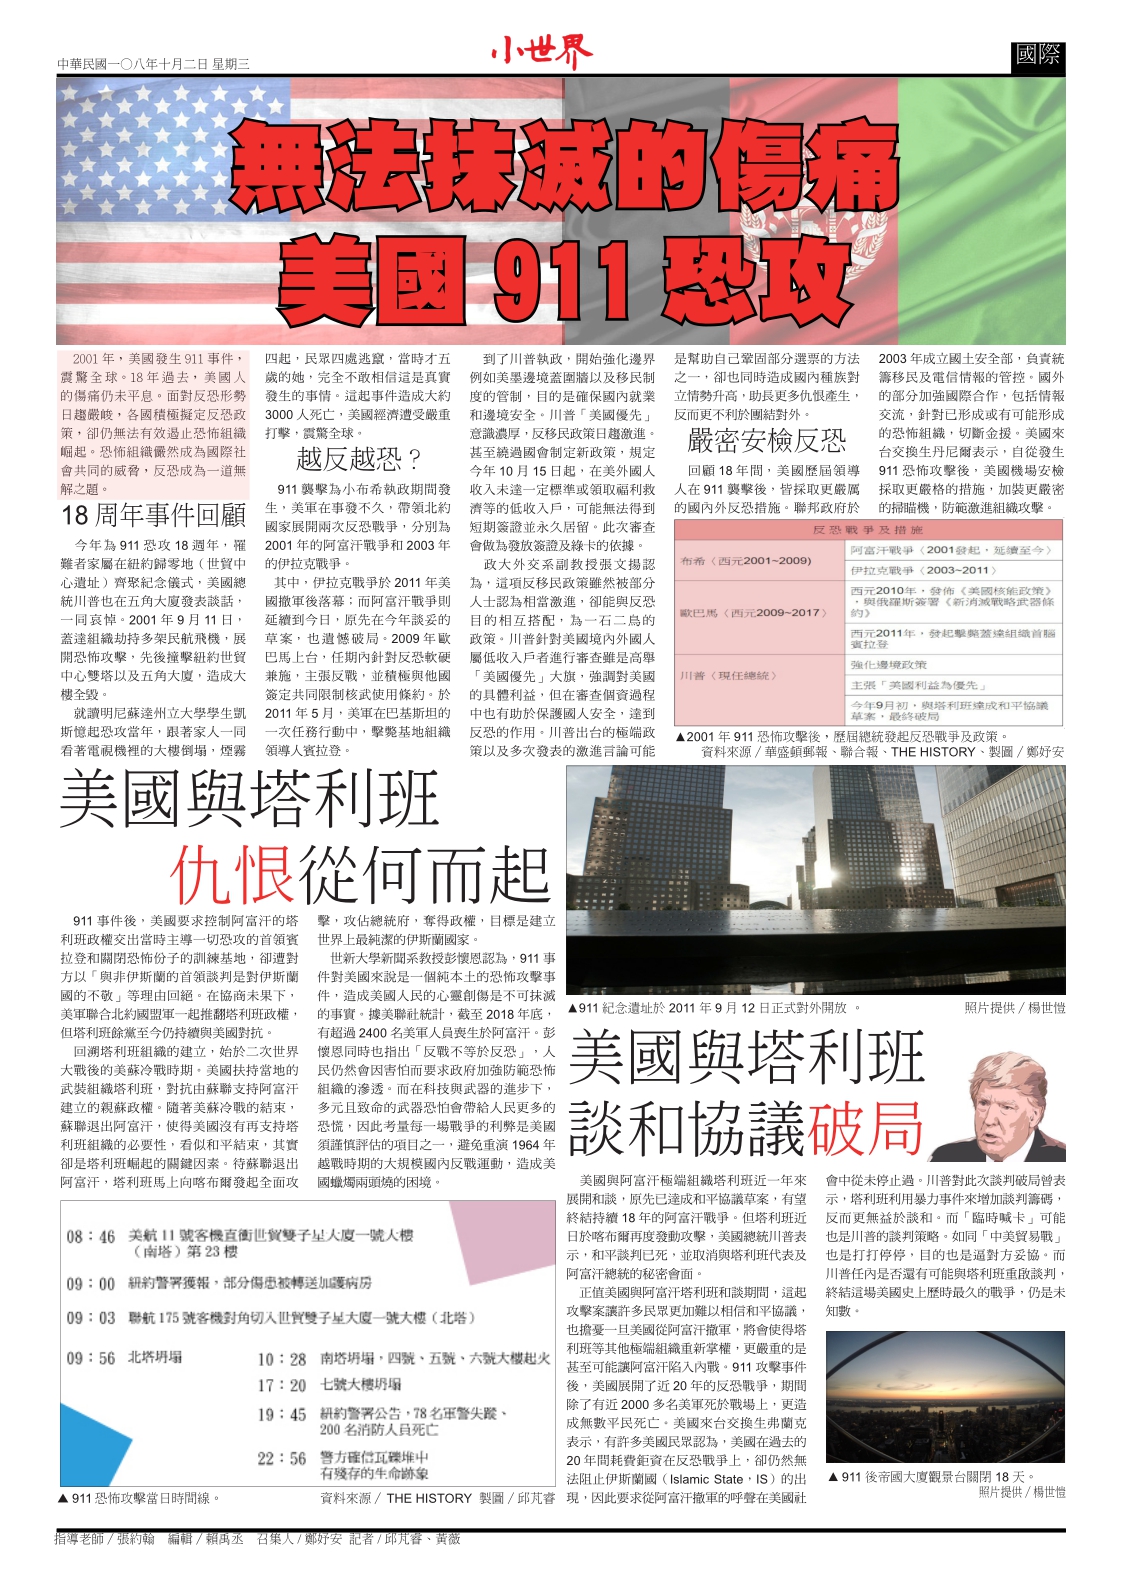 中華民國一〇八年十月二日 星期三
小世界
國際
無法抹滅的傷痛
美國 911 恐攻
2001 年，美國發生 911 事件，
震驚全球。18 年過去，美國人
的傷痛仍未平息。面對反恐形勢
日趨嚴峻，各國積極擬定反恐政
策，卻仍無法有效遏止恐怖組織
崛起。恐怖組織儼然成為國際社
會共同的威脅，反恐成為一道無
解之題。
18 周年事件回顧
今年為 911 恐攻 18 週年，罹
難者家屬在紐約歸零地（世貿中
心遺址）齊聚紀念儀式，美國總
統川普也在五角大廈發表談話，
一同哀悼。2001 年 9 月 11 日，
蓋達組織劫持多架民航飛機，展
開恐怖攻擊，先後撞擊紐約世貿
中心雙塔以及五角大廈，造成大
樓全毀。
就讀明尼蘇達州立大學學生凱
斯憶起恐攻當年，跟著家人一同
看著電視機裡的大樓倒塌，煙霧
四起，民眾四處逃竄，當時才五
歲的她，完全不敢相信這是真實
發生的事情。這起事件造成大約
3000 人死亡，美國經濟遭受嚴重
打擊，震驚全球。
越反越恐？
911 襲擊為小布希執政期間發
生，美軍在事發不久，帶領北約
國家展開兩次反恐戰爭，分別為
2001 年的阿富汗戰爭和 2003 年
的伊拉克戰爭。
其中，伊拉克戰爭於 2011 年美
國撤軍後落幕；而阿富汗戰爭則
延續到今日，原先在今年談妥的
草案，也遺憾破局。2009 年歐
巴馬上台，任期內針對反恐軟硬
兼施，主張反戰，並積極與他國
簽定共同限制核武使用條約。於
2011 年 5 月，美軍在巴基斯坦的
一次任務行動中，擊斃基地組織
領導人賓拉登。
到了川普執政，開始強化邊界
例如美墨邊境蓋圍牆以及移民制
度的管制，目的是確保國內就業
和邊境安全。川普「美國優先」
意識濃厚，反移民政策日趨激進。
甚至繞過國會制定新政策，規定
今年 10 月 15 日起，在美外國人
收入未達一定標準或領取福利救
濟等的低收入戶，可能無法得到
短期簽證並永久居留。此次審查
會做為發放簽證及綠卡的依據。
政大外交系副教授張文揚認
為，這項反移民政策雖然被部分
人士認為相當激進，卻能與反恐
目的相互搭配，為一石二鳥的
政策。川普針對美國境內外國人
屬低收入戶者進行審查雖是高舉
「美國優先」大旗，強調對美國
的具體利益，但在審查個資過程
中也有助於保護國人安全，達到
反恐的作用。川普出台的極端政
策以及多次發表的激進言論可能
是幫助自己鞏固部分選票的方法
之一，卻也同時造成國內種族對
立情勢升高，助長更多仇恨產生，
反而更不利於團結對外。
嚴密安檢反恐
回顧 18 年間，美國歷屆領導
人在 911 襲擊後，皆採取更嚴厲
的國內外反恐措施。聯邦政府於
2003 年成立國土安全部，負責統
籌移民及電信情報的管控。國外
的部分加強國際合作，包括情報
交流，針對已形成或有可能形成
的恐怖組織，切斷金援。美國來
台交換生丹尼爾表示，自從發生
911 恐怖攻擊後，美國機場安檢
採取更嚴格的措施，加裝更嚴密
的掃瞄機，防範激進組織攻擊。
反恐戰爭及措施
布希（西元2001~2009）
阿富汗戰爭（2001發起，延續至今）
伊拉克戰爭（2003~2011）
歐巴馬（西元2009~2017）
西元2010年，發佈《美國核能政策》
，與俄羅斯簽署《新消滅戰略武器條
約》
西元2011年，發起擊斃蓋達組織首腦
賓拉登
川普（現任總統）
強化邊境政策
主張「美國利益為優先」
今年9月初，與塔利班達成和平協議
草案，最終破局
▲2001 年 911 恐怖攻擊後，歷屆總統發起反恐戰爭及政策。
資料來源／華盛頓郵報、聯合報、THE HISTORY、製圖／鄭妤安
美國與塔利班
仇恨從何而起
911 事件後，美國要求控制阿富汗的塔
利班政權交出當時主導一切恐攻的首領賓
拉登和關閉恐怖份子的訓練基地，卻遭對
方以「與非伊斯蘭的首領談判是對伊斯蘭
國的不敬」等理由回絕。在協商未果下，
美軍聯合北約國盟軍一起推翻塔利班政權，
但塔利班餘黨至今仍持續與美國對抗。
回溯塔利班組織的建立，始於二次世界
大戰後的美蘇冷戰時期。美國扶持當地的
武裝組織塔利班，對抗由蘇聯支持阿富汗
建立的親蘇政權。隨著美蘇冷戰的結束，
蘇聯退出阿富汗，使得美國沒有再支持塔
利班組織的必要性，看似和平結束，其實
卻是塔利班崛起的關鍵因素。待蘇聯退出
阿富汗，塔利班馬上向喀布爾發起全面攻
擊，攻佔總統府，奪得政權，目標是建立
世界上最純潔的伊斯蘭國家。
世新大學新聞系教授彭懷恩認為，911 事
件對美國來說是一個純本土的恐怖攻擊事
件，造成美國人民的心靈創傷是不可抹滅
的事實。據美聯社統計，截至 2018 年底，
有超過 2400 名美軍人員喪生於阿富汗。彭
懷恩同時也指出「反戰不等於反恐」，人
民仍然會因害怕而要求政府加強防範恐怖
組織的滲透。而在科技與武器的進步下，
多元且致命的武器恐怕會帶給人民更多的
恐慌，因此考量每一場戰爭的利弊是美國
須謹慎評估的項目之一，避免重演 1964 年
越戰時期的大規模國內反戰運動，造成美
國蠟燭兩頭燒的困境。
▲911 紀念遺址於 2011 年 9 月 12 日正式對外開放 。
照片提供／楊世愷
美國與塔利班
談和協議破局
美國與阿富汗極端組織塔利班近一年來
展開和談，原先已達成和平協議草案，有望
終結持續 18 年的阿富汗戰爭。但塔利班近
日於喀布爾再度發動攻擊，美國總統川普表
示，和平談判已死，並取消與塔利班代表及
阿富汗總統的秘密會面。
正值美國與阿富汗塔利班和談期間，這起
攻擊案讓許多民眾更加難以相信和平協議，
也擔憂一旦美國從阿富汗撤軍，將會使得塔
利班等其他極端組織重新掌權，更嚴重的是
甚至可能讓阿富汗陷入內戰。911 攻擊事件
後，美國展開了近 20 年的反恐戰爭，期間
除了有近 2000 多名美軍死於戰場上，更造
成無數平民死亡。美國來台交換生弗蘭克
表示，有許多美國民眾認為，美國在過去的
20 年間耗費鉅資在反恐戰爭上，卻仍然無
法阻止伊斯蘭國（Islamic State，IS）的出
現，因此要求從阿富汗撤軍的呼聲在美國社
會中從未停止過。川普對此次談判破局曾表
示，塔利班利用暴力事件來增加談判籌碼，
反而更無益於談和。而「臨時喊卡」可能
也是川普的談判策略。如同「中美貿易戰」
也是打打停停，目的也是逼對方妥協。而
川普任內是否還有可能與塔利班重啟談判，
終結這場美國史上歷時最久的戰爭，仍是未
知數。
▲ 911 後帝國大廈觀景台關閉 18 天。
照片提供／楊世愷
08：46 美航 11 號客機直衝世貿雙子星大廈一號大樓
（南塔）第 23 樓
09：00 紐約警署獲報，部分傷患被轉送加護病房
09：03 聯航 175 號客機對角切入世貿雙子星大廈一號大樓（北塔）
09：56 北塔坍塌
10：28 南塔坍塌，四號、五號、六號大樓起火
17：20 七號大樓坍塌
19：45 紐約警署公告，78 名軍警失蹤、
200 名消防人員死亡
22：56 警方確信瓦礫堆中
有殘存的生命跡象
▲ 911 恐怖攻擊當日時間線。
資料來源／ THE HISTORY 製圖／邱芃睿
指導老師／張約翰 編輯／賴禹丞 召集人／鄭妤安 記者／邱芃睿、黃薇